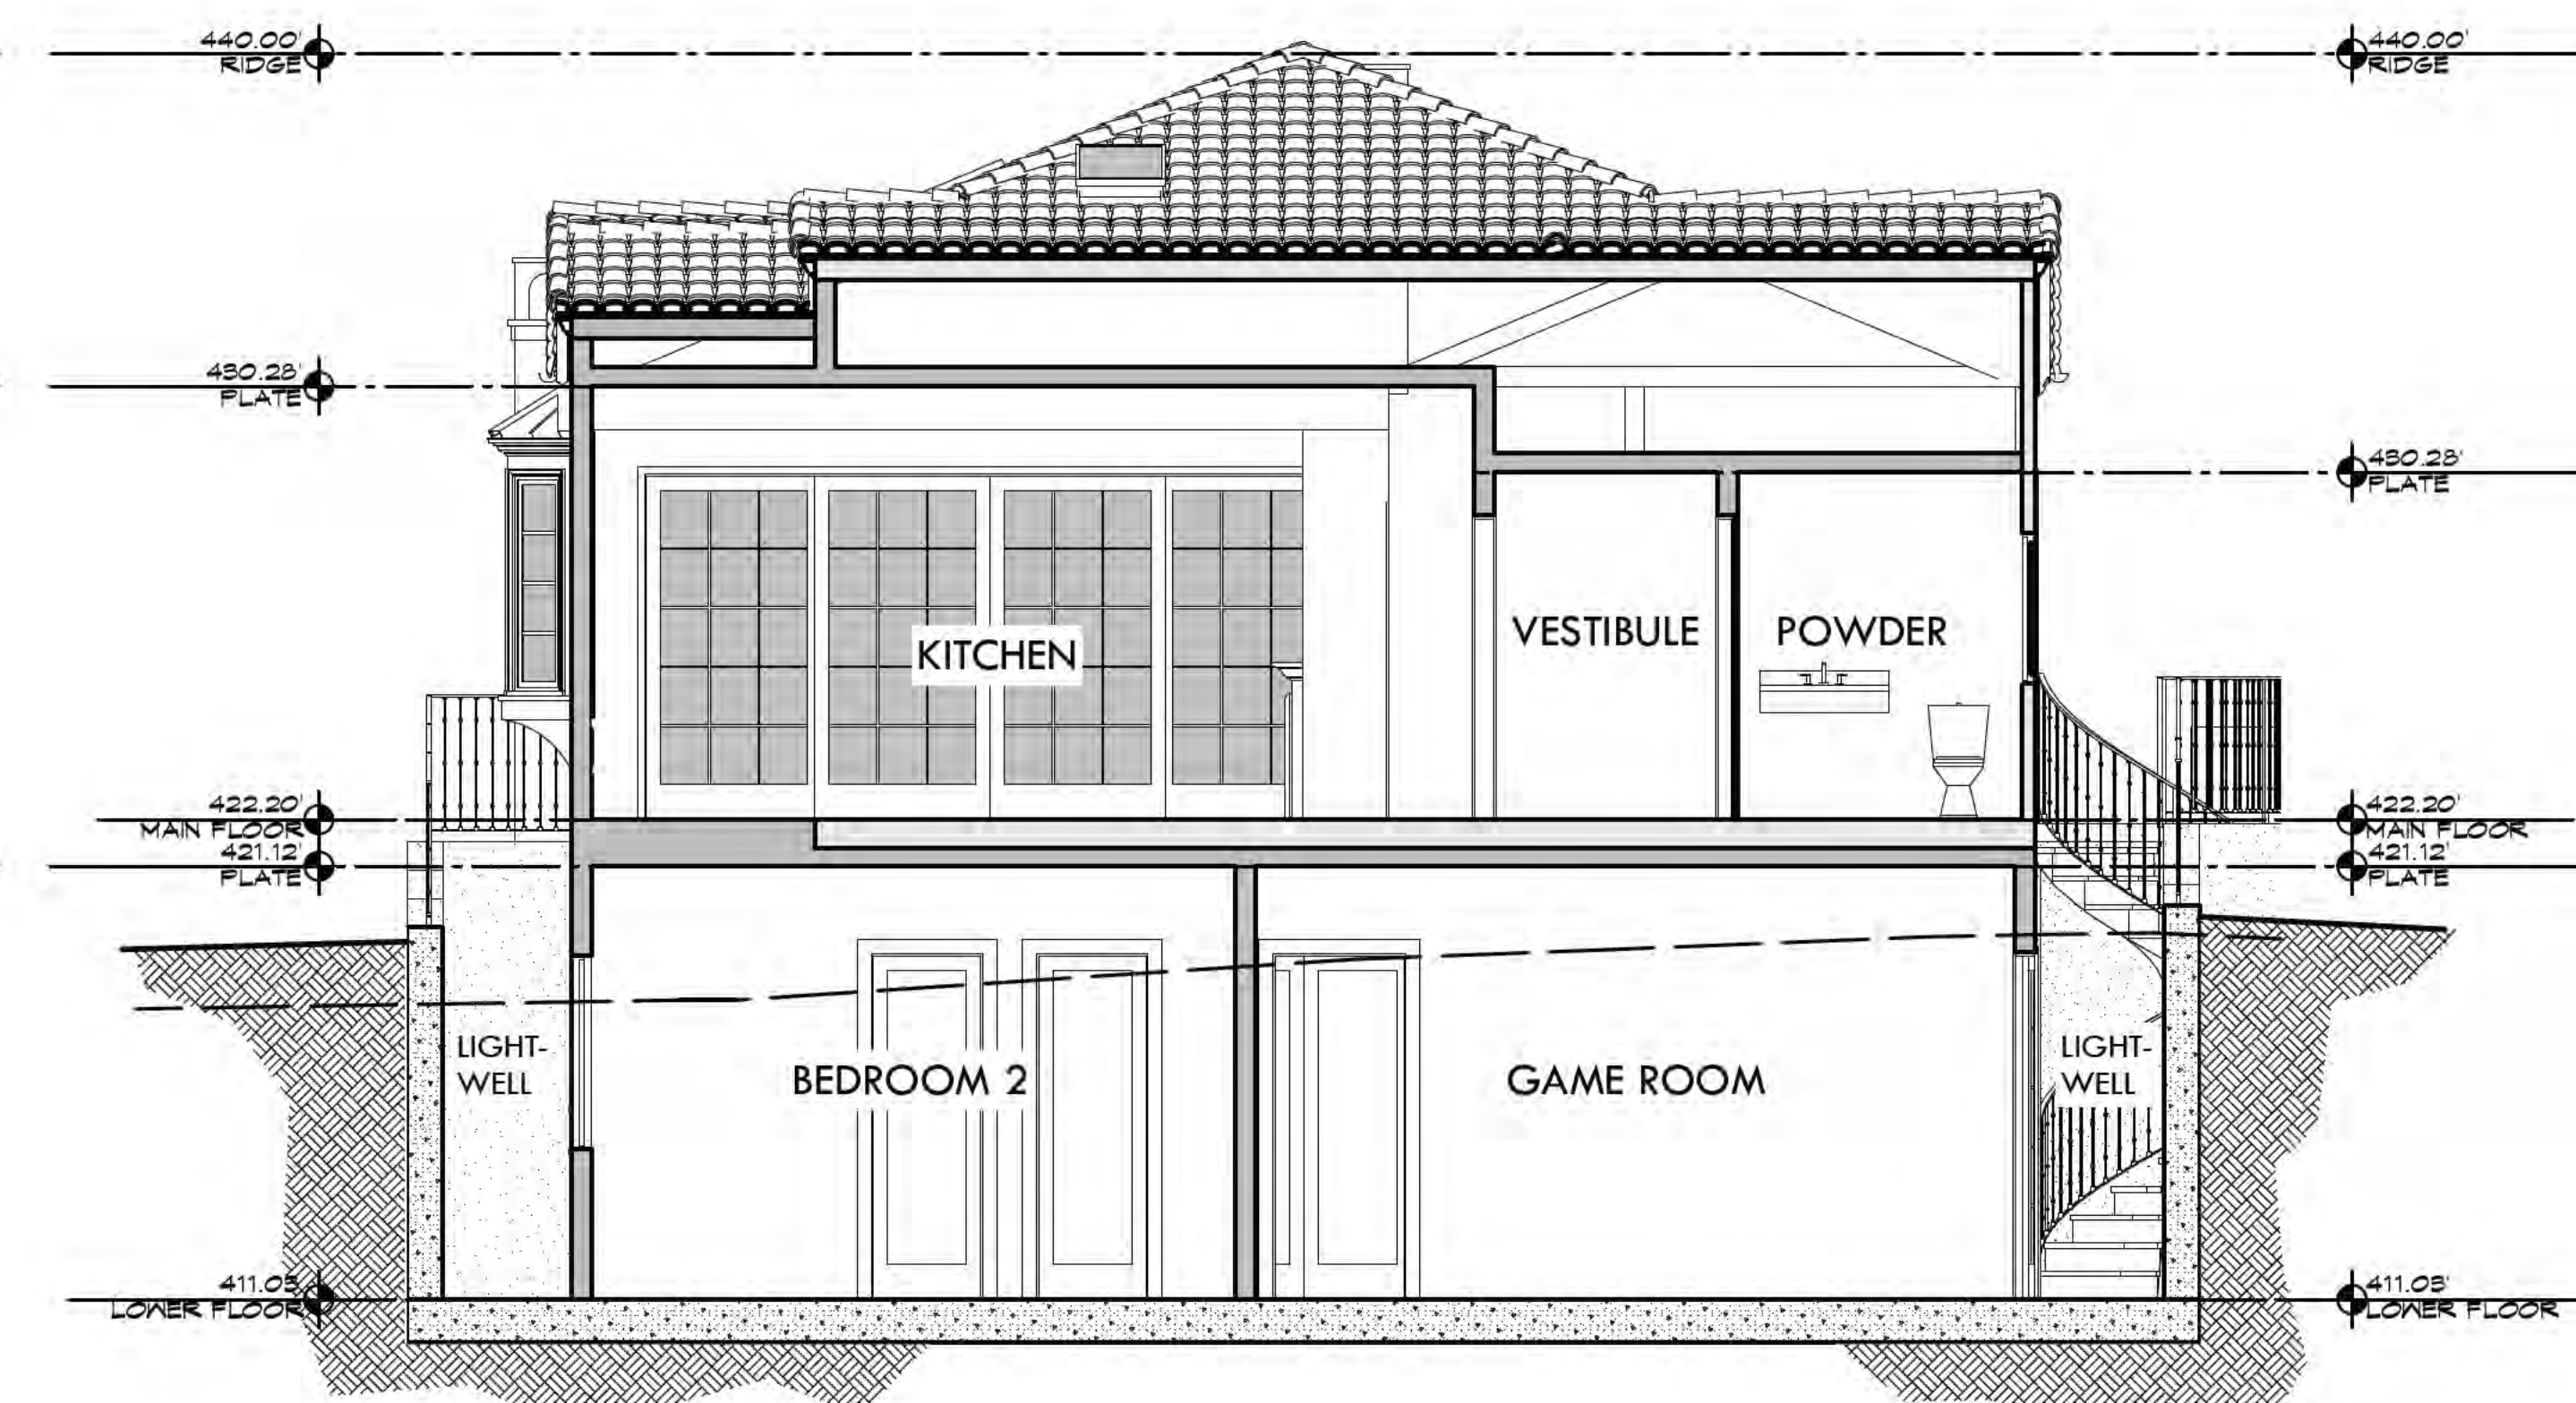 440.00'
RIDGE
440.00'
RIDGE
430.28'
PLATE
430.28'
PLATE
KITCHEN
VESTIBULE
POWDER
422.20'
MAIN FLOOR
421.12'
PLATE
422.20'
MAIN FLOOR
421.12'
PLATE
LIGHT-
WELL
BEDROOM 2
GAME ROOM
LIGHT-
WELL
411.03'
LOWER FLOOR
411.03'
LOWER FLOOR